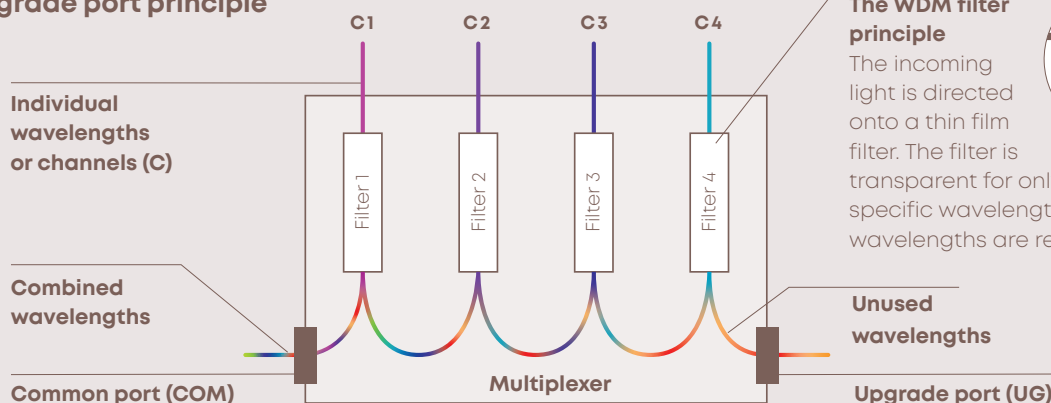 grade port principle
C1 C2 C3 C4
Individual
wavelengths
or channels (C)
The WDM filter
principle
The incoming
light is directed
onto a thin film
filter. The filter is
transparent for onl
specific wavelengt
wavelengths are re
Filter 1
Filter 2
Filter 3
Filter 4
Combined
wavelengths
Unused
wavelengths
Common port (COM)
Multiplexer
Upgrade port (UG)